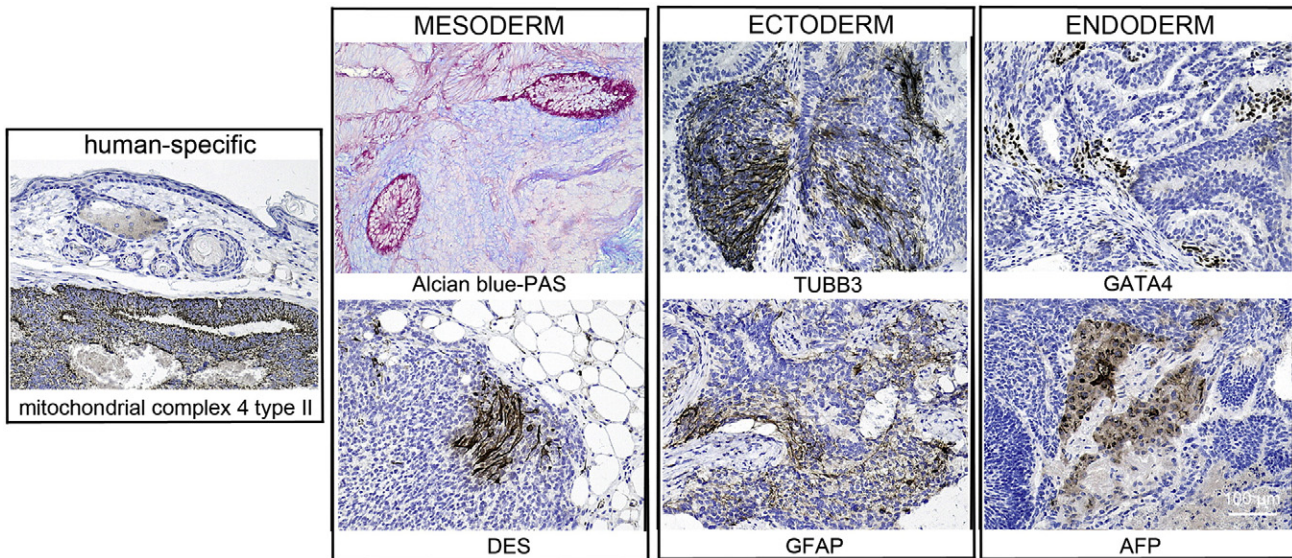 human-specific
mitochondrial complex 4 type II
MESODERM
Alcian blue-PAS
DES
ECTODERM
TUBB3
GFAP
ENDODERM
GATA4
AFP
100 μm